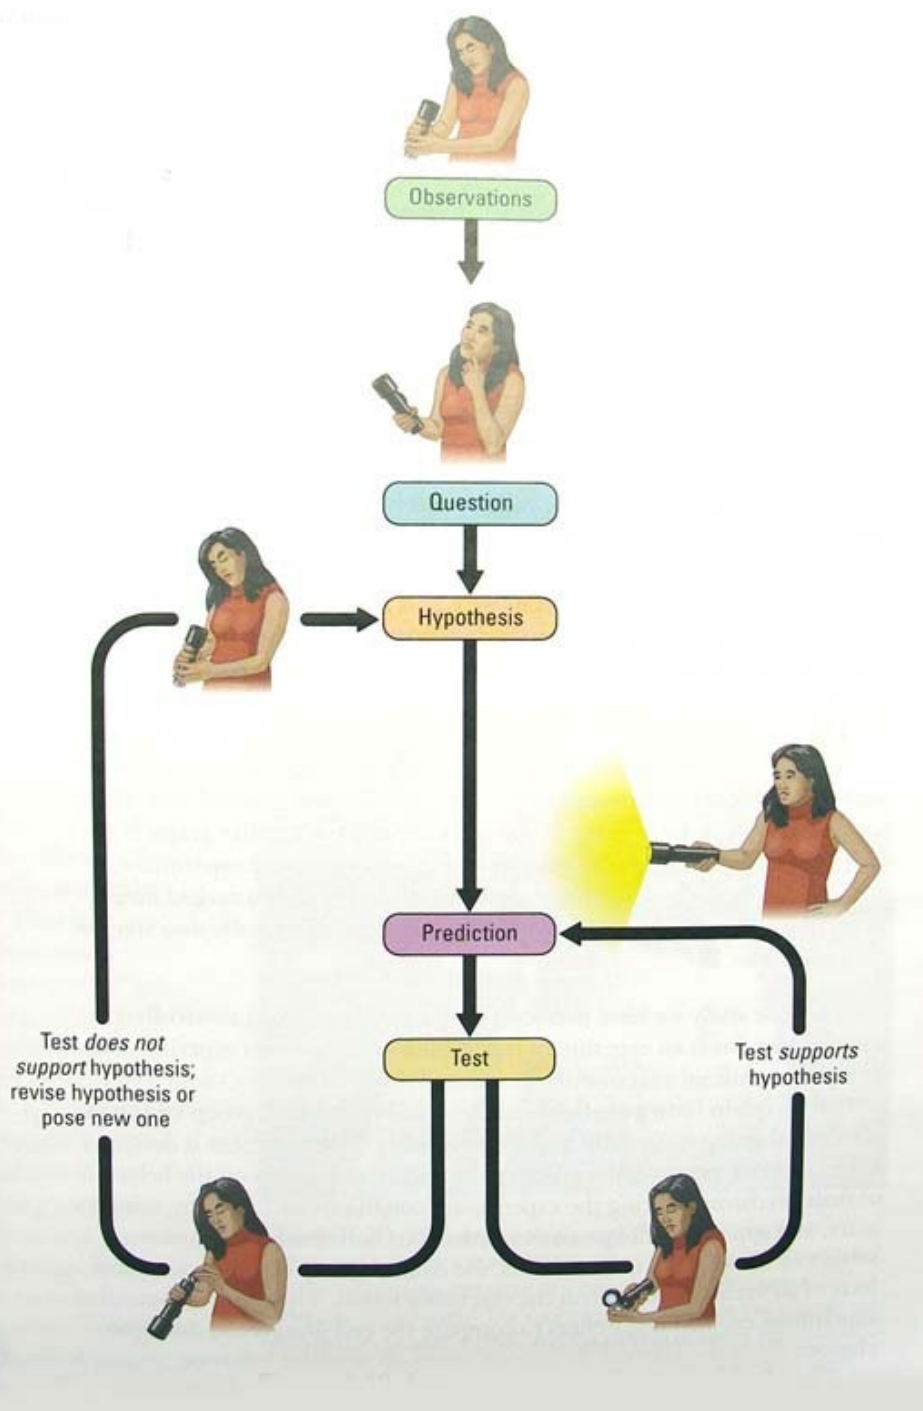 Observations
Question
Hypothesis
Prediction
Test
Test does not
support hypothesis;
revise hypothesis or
pose new one
Test supports
hypothesis